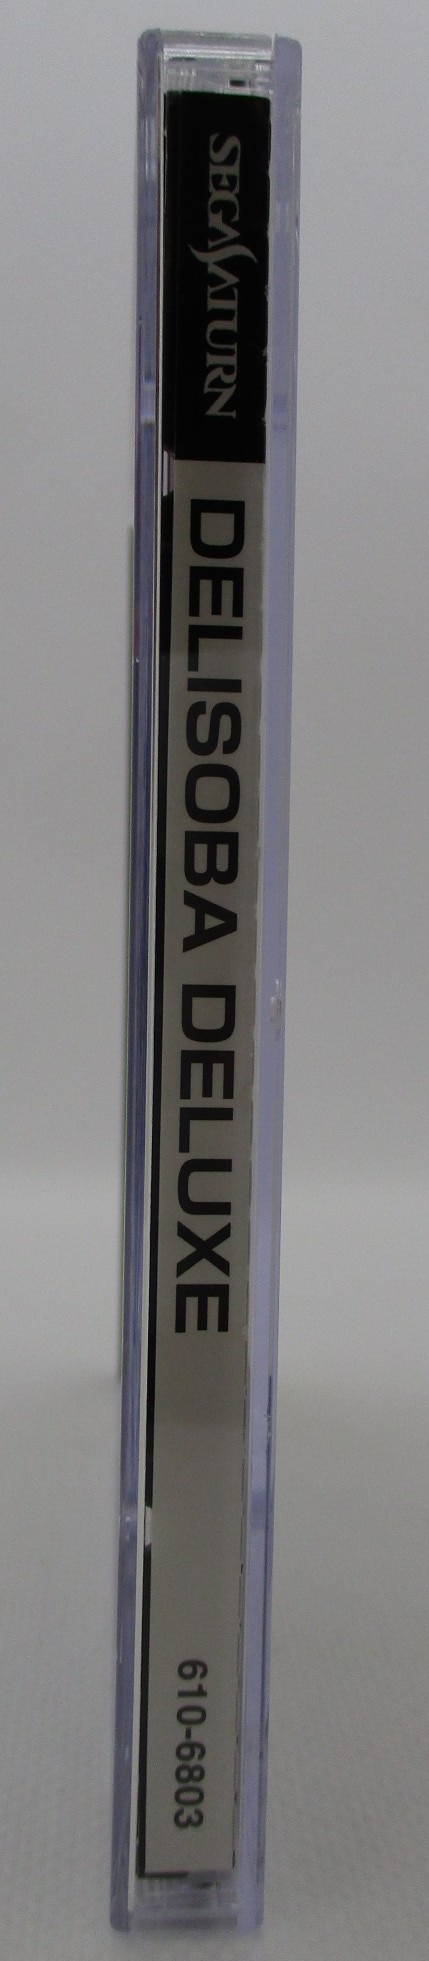 SEGA SATURN
DELISOBA DELUXE
610-6803